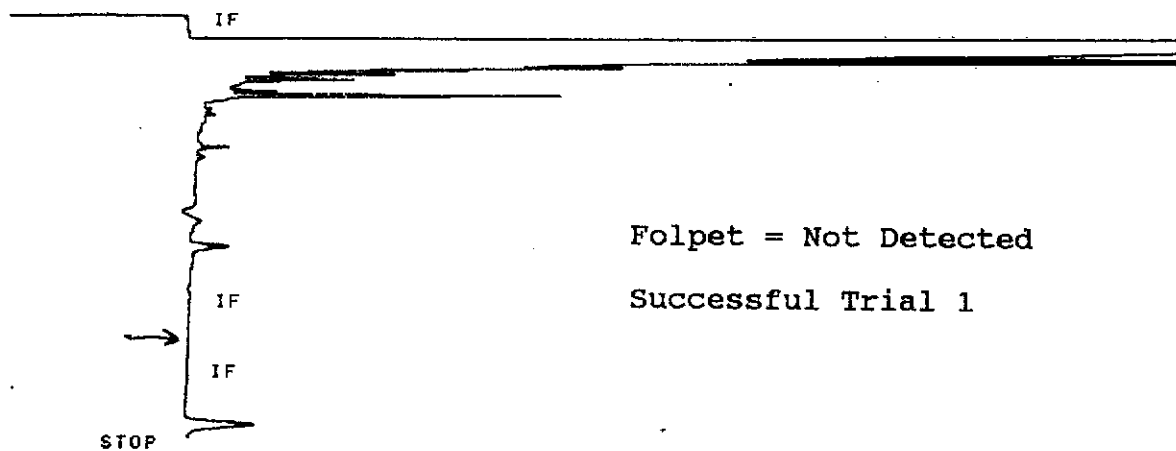 IF
Folpet = Not Detected
Successful Trial 1
IF
IF
STOP